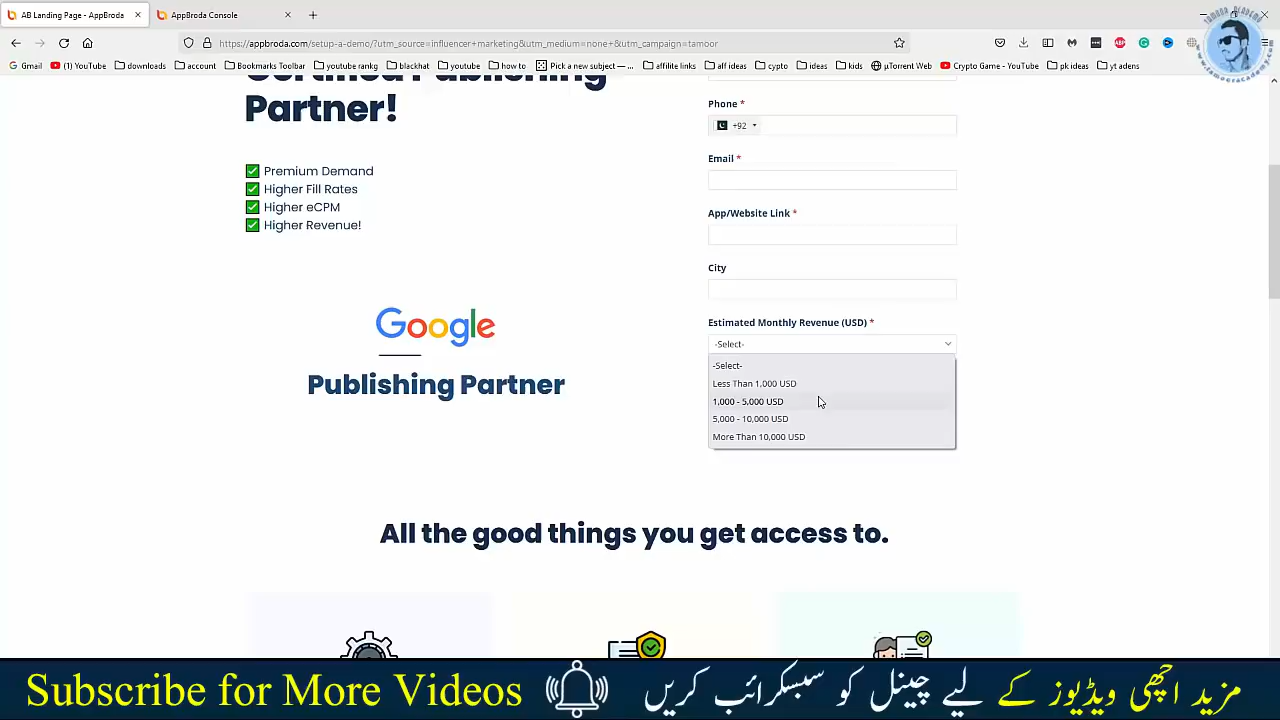 AB Landing Page - AppBroda
AppBroda Console
https://appbroda.com/setup-a-demo/?utm_source=influencer+marketing&utm_medium=none+&utm_campaign=tamoor
Gmail (1) YouTube downloads account Bookmarks Toolbar youtube rankg blackhat youtube how to Pick a new subject — ... affilite links aff ideas cypto ideas kids µTorrent Web Crypto Game - YouTube pk ideas yt adens
Certified Publishing
Partner!
Premium Demand
Higher Fill Rates
Higher eCPM
Higher Revenue!
Google
Publishing Partner
Phone *
+92
Email *
App/Website Link *
City
Estimated Monthly Revenue (USD) *
-Select-
-Select-
Less Than 1,000 USD
1,000 - 5,000 USD
5,000 - 10,000 USD
More Than 10,000 USD
All the good things you get access to.
Subscribe for More Videos
مزید اچھی ویڈیوز کے لیے چینل کو سبسکرائب کریں